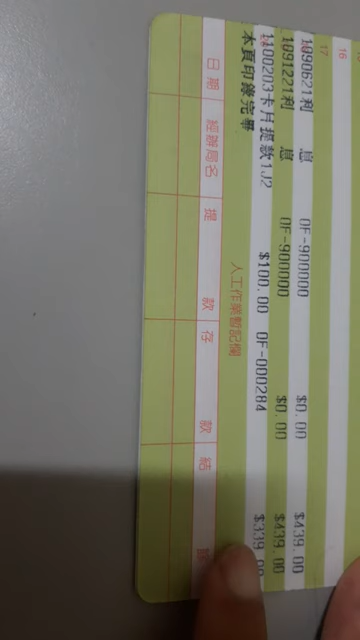 17
16
1090621利 息 OF-900000 $0.00 $439.00
1091221利 息 OF-900000 $0.00 $439.00
1100203卡片提款1J2 $100.00 OF-000284 $339.00
本頁印錄完畢
人工作業暫記欄
日期 經辦局名 提 款 存 款 結